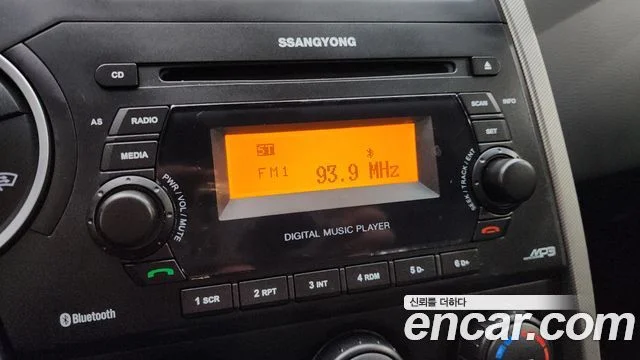 SSANGYONG
CD
AS RADIO
SCAN INFO
MEDIA
SET
ST
FM1 93.9 MHz
PWR / VOL / MUTE
SEEK / TRACK / ENT
DIGITAL MUSIC PLAYER
MP3
1 SCR 2 RPT 3 INT 4 RDM 5 D- 6 D+
Bluetooth
신뢰를 더하다
encar.com